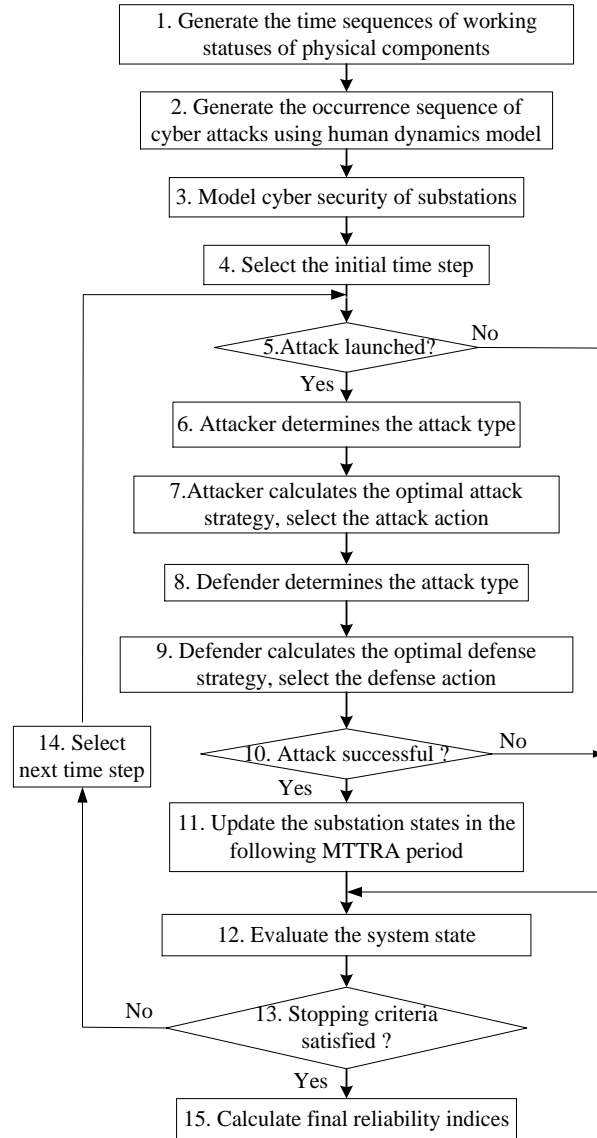 1. Generate the time sequences of working
statuses of physical components
2. Generate the occurrence sequence of
cyber attacks using human dynamics model
3. Model cyber security of substations
4. Select the initial time step
5.Attack launched?
No
Yes
6. Attacker determines the attack type
7.Attacker calculates the optimal attack
strategy, select the attack action
8. Defender determines the attack type
9. Defender calculates the optimal defense
strategy, select the defense action
14. Select
next time step
10. Attack successful ?
No
Yes
11. Update the substation states in the
following MTTRA period
12. Evaluate the system state
No
13. Stopping criteria
satisfied ?
Yes
15. Calculate final reliability indices